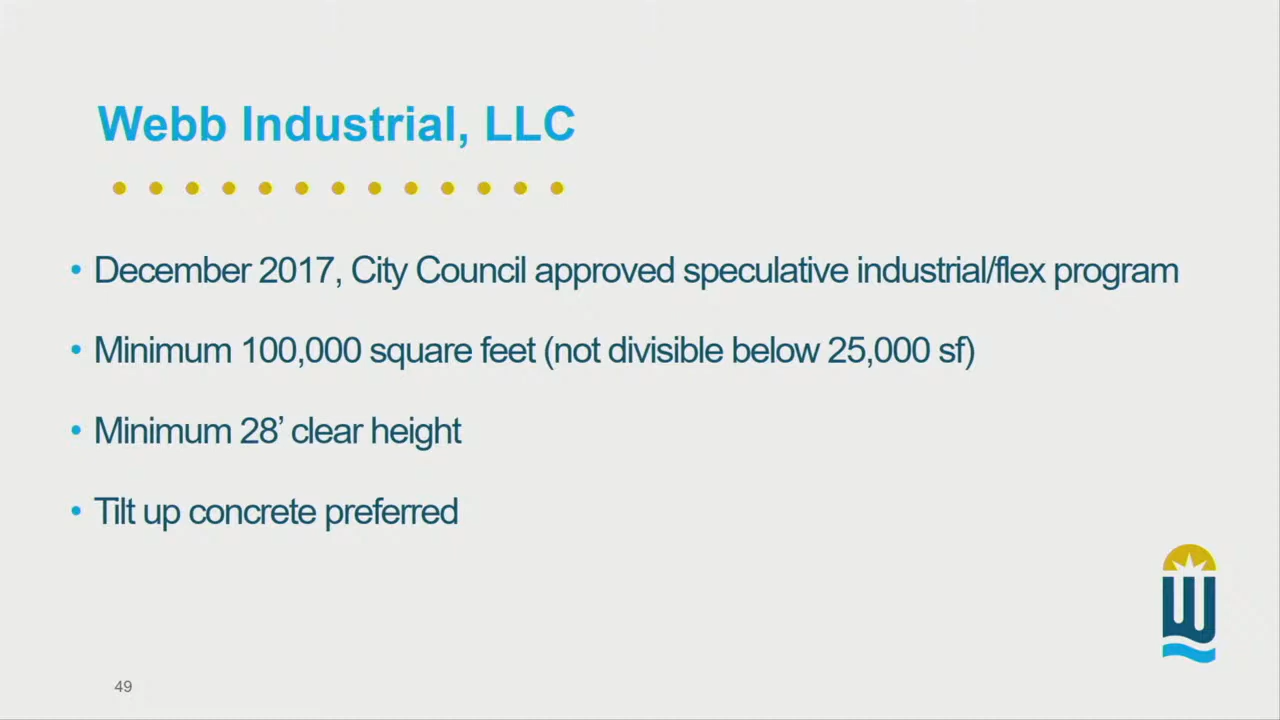 Webb Industrial, LLC
• December 2017, City Council approved speculative industrial/flex program
• Minimum 100,000 square feet (not divisible below 25,000 sf)
• Minimum 28’ clear height
• Tilt up concrete preferred
W
49